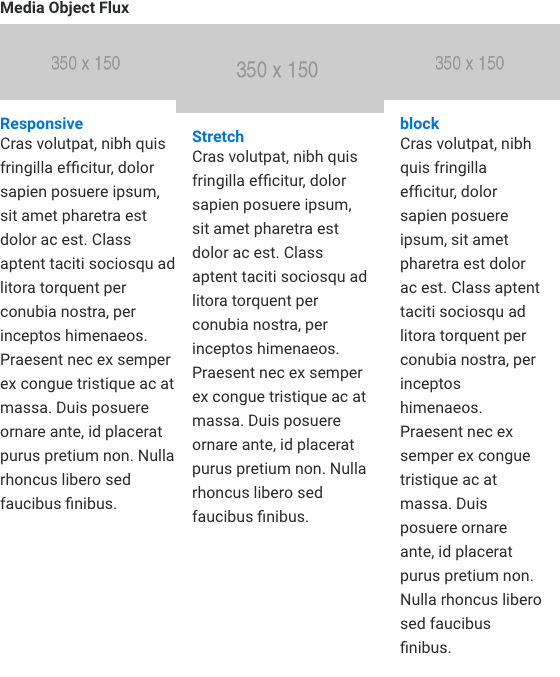 Media Object Flux
350 x 150
Responsive
Cras volutpat, nibh quis
fringilla efficitur, dolor
sapien posuere ipsum,
sit amet pharetra est
dolor ac est. Class
aptent taciti sociosqu ad
litora torquent per
conubia nostra, per
inceptos himenaeos.
Praesent nec ex semper
ex congue tristique ac at
massa. Duis posuere
ornare ante, id placerat
purus pretium non. Nulla
rhoncus libero sed
faucibus finibus.
350 x 150
Stretch
Cras volutpat, nibh quis
fringilla efficitur, dolor
sapien posuere ipsum,
sit amet pharetra est
dolor ac est. Class
aptent taciti sociosqu ad
litora torquent per
conubia nostra, per
inceptos himenaeos.
Praesent nec ex semper
ex congue tristique ac at
massa. Duis posuere
ornare ante, id placerat
purus pretium non. Nulla
rhoncus libero sed
faucibus finibus.
350 x 150
block
Cras volutpat, nibh
quis fringilla
efficitur, dolor
sapien posuere
ipsum, sit amet
pharetra est dolor
ac est. Class aptent
taciti sociosqu ad
litora torquent per
conubia nostra, per
inceptos
himenaeos.
Praesent nec ex
semper ex congue
tristique ac at
massa. Duis
posuere ornare
ante, id placerat
purus pretium non.
Nulla rhoncus libero
sed faucibus
finibus.